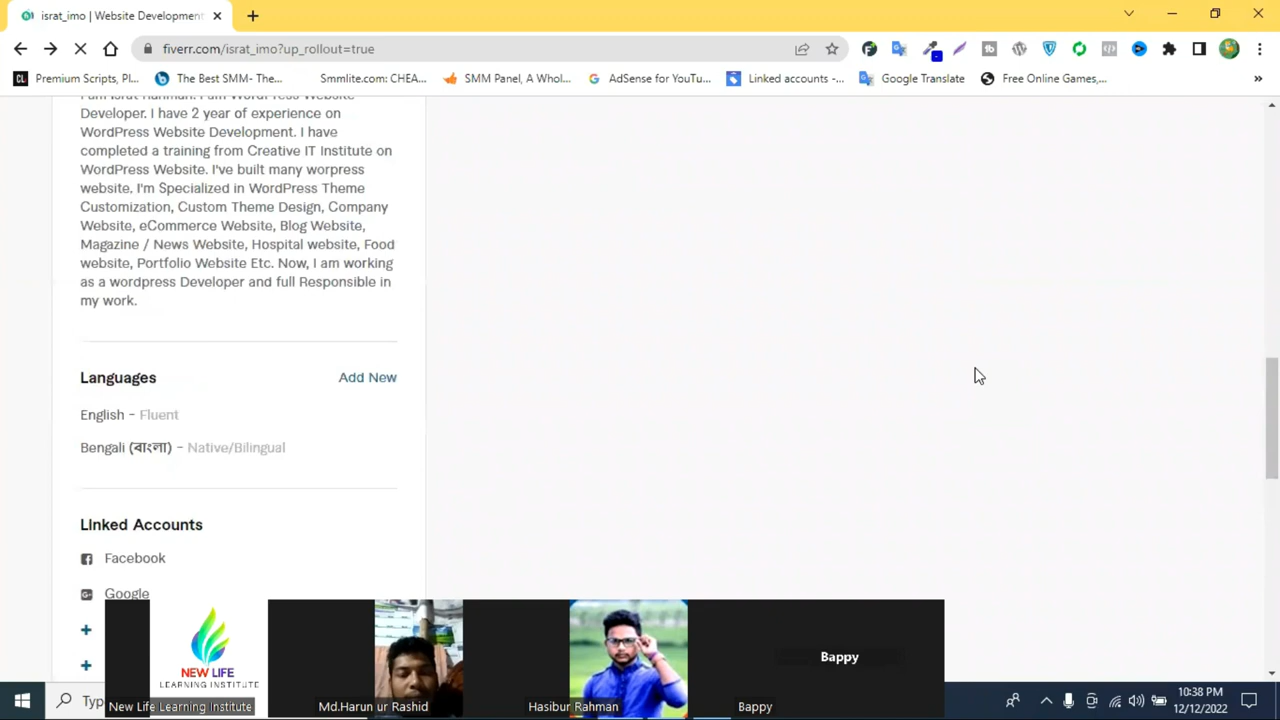 israt_imo | Website Development
fiverr.com/israt_imo?up_rollout=true
Premium Scripts, Pl...
The Best SMM- The...
Smmlite.com: CHEA...
SMM Panel, A Whol...
AdSense for YouTu...
Linked accounts -...
Google Translate
Free Online Games,...
»
Developer. I have 2 year of experience on
WordPress Website Development. I have
completed a training from Creative IT Institute on
WordPress Website. I've built many worpress
website. I'm Specialized in WordPress Theme
Customization, Custom Theme Design, Company
Website, eCommerce Website, Blog Website,
Magazine / News Website, Hospital website, Food
website, Portfolio Website Etc. Now, I am working
as a wordpress Developer and full Responsible in
my work.
Languages Add New
English - Fluent
Bengali (বাংলা) - Native/Bilingual
Linked Accounts
Facebook
Google
NEW LIFE
LEARNING INSTITUTE
Bappy
New Life Learning Institute
Md.Harun ur Rashid
Hasibur Rahman
Bappy
Typ
10:38 PM
12/12/2022